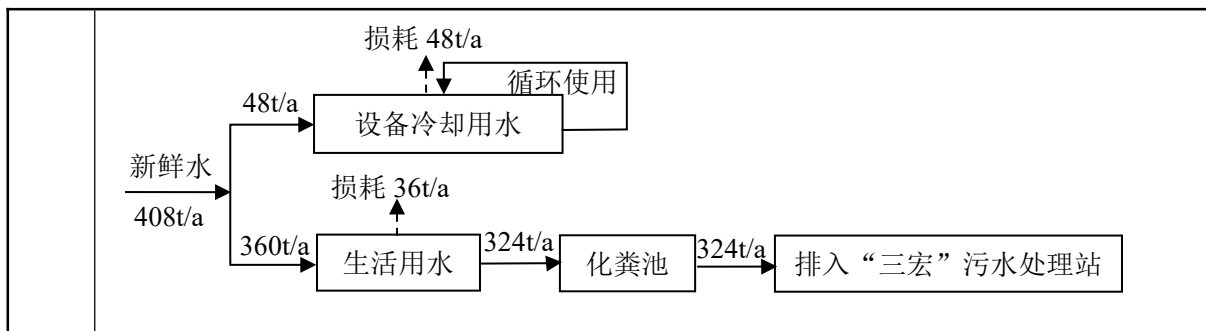 损耗 48t/a
循环使用
48t/a
设备冷却用水
新鲜水
408t/a
损耗 36t/a
360t/a
生活用水
324t/a
化粪池
324t/a
排入“三宏”污水处理站